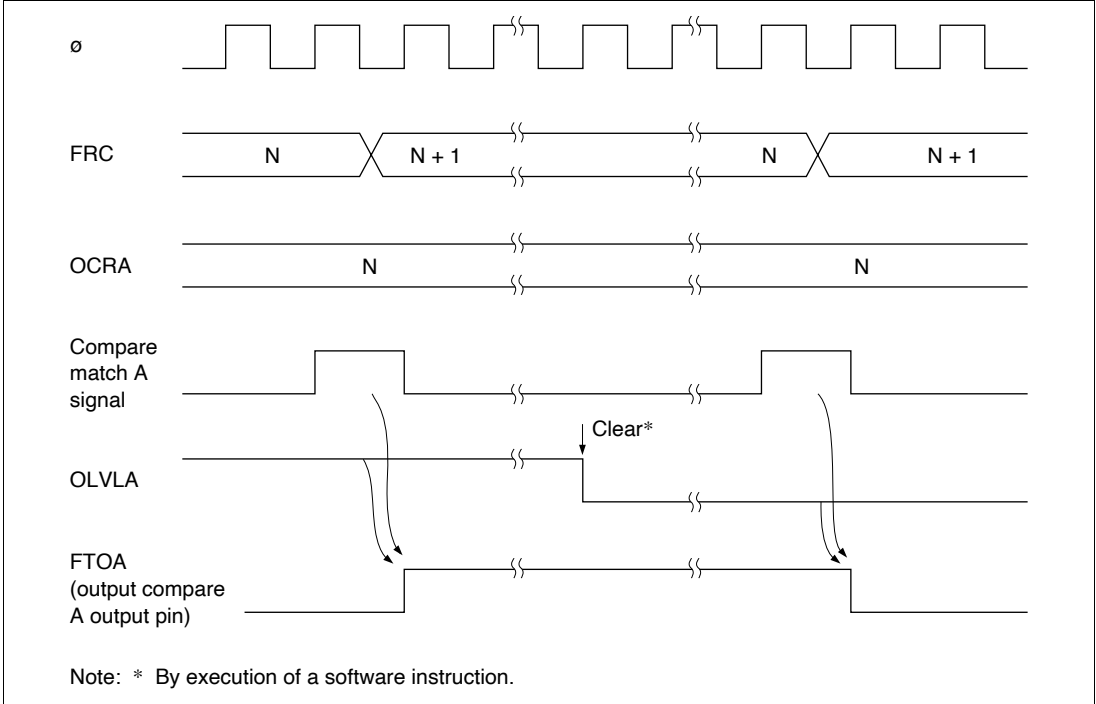 ø
FRC
N
N + 1
N
N + 1
OCRA
N
N
Compare
match A
signal
Clear*
OLVLA
FTOA
(output compare
A output pin)
Note: * By execution of a software instruction.